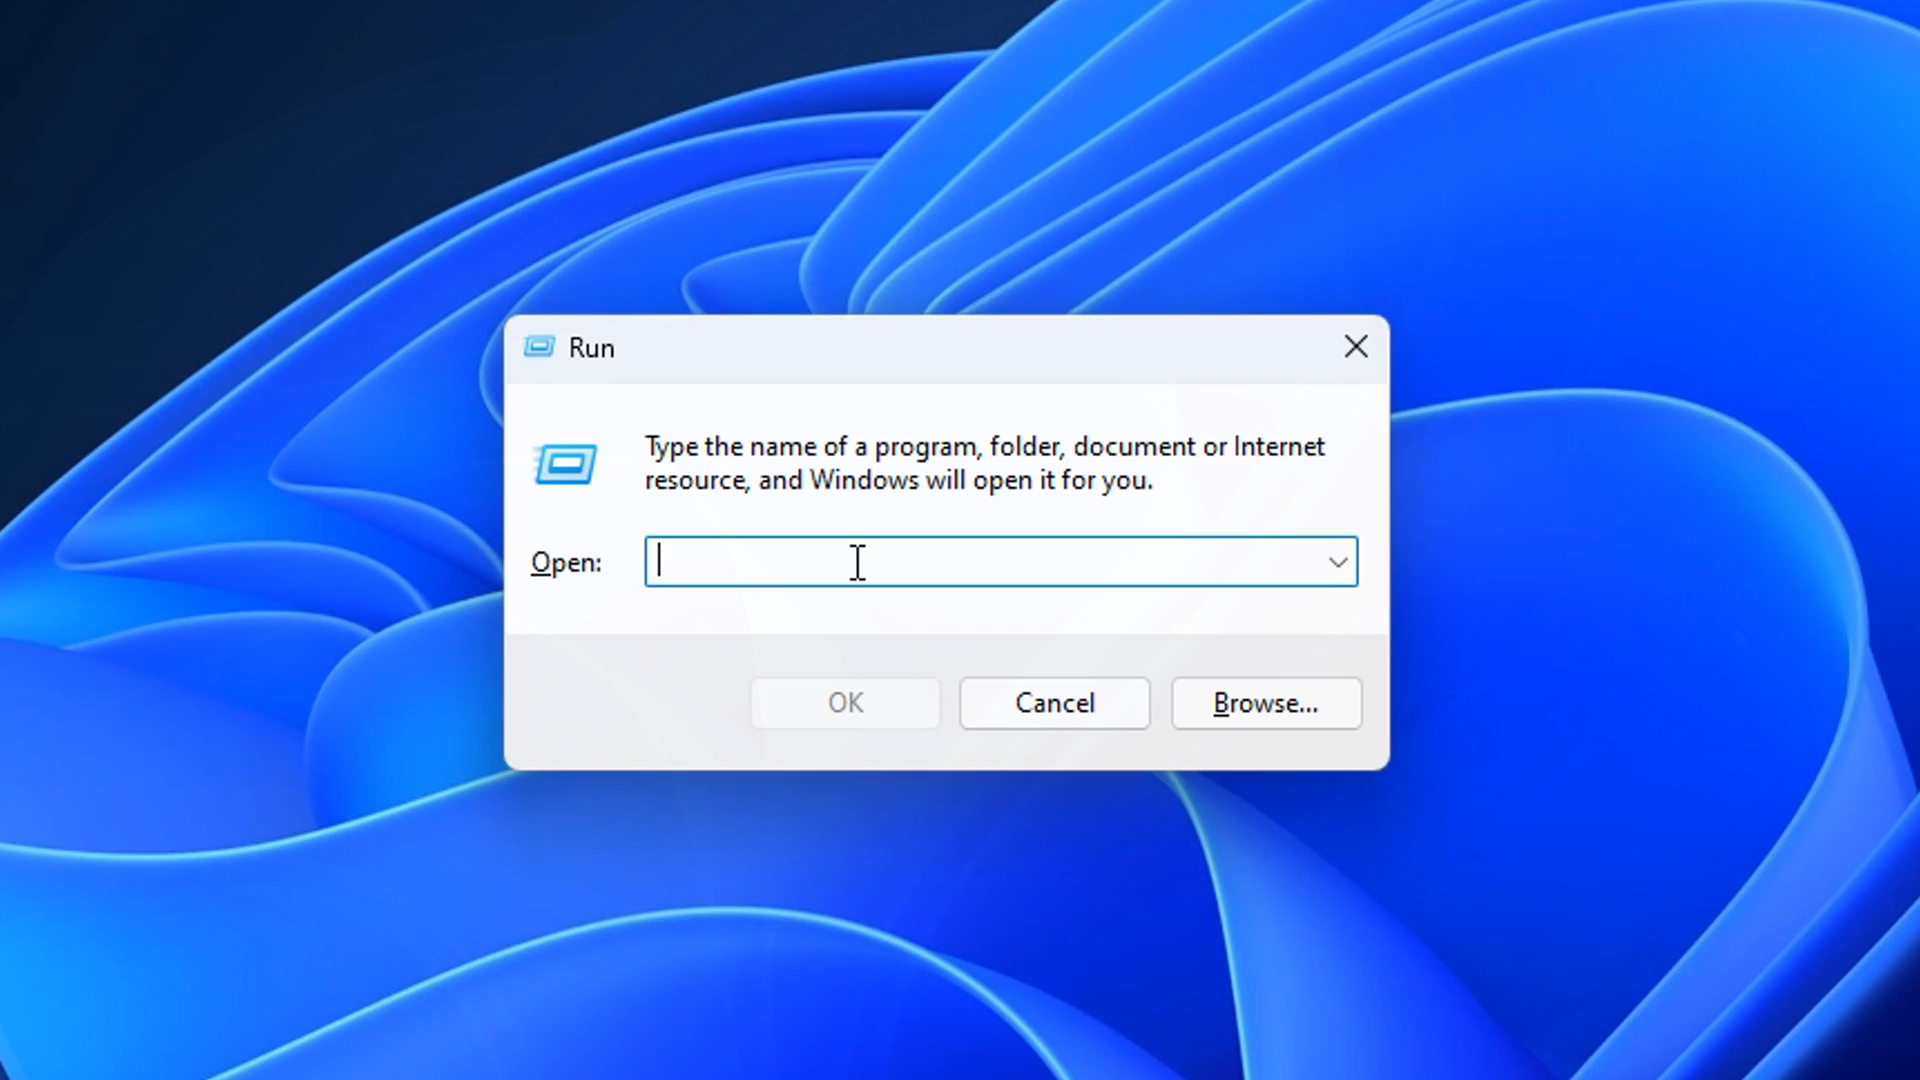 Run
Type the name of a program, folder, document or Internet
resource, and Windows will open it for you.
Open:
OK
Cancel
Browse...